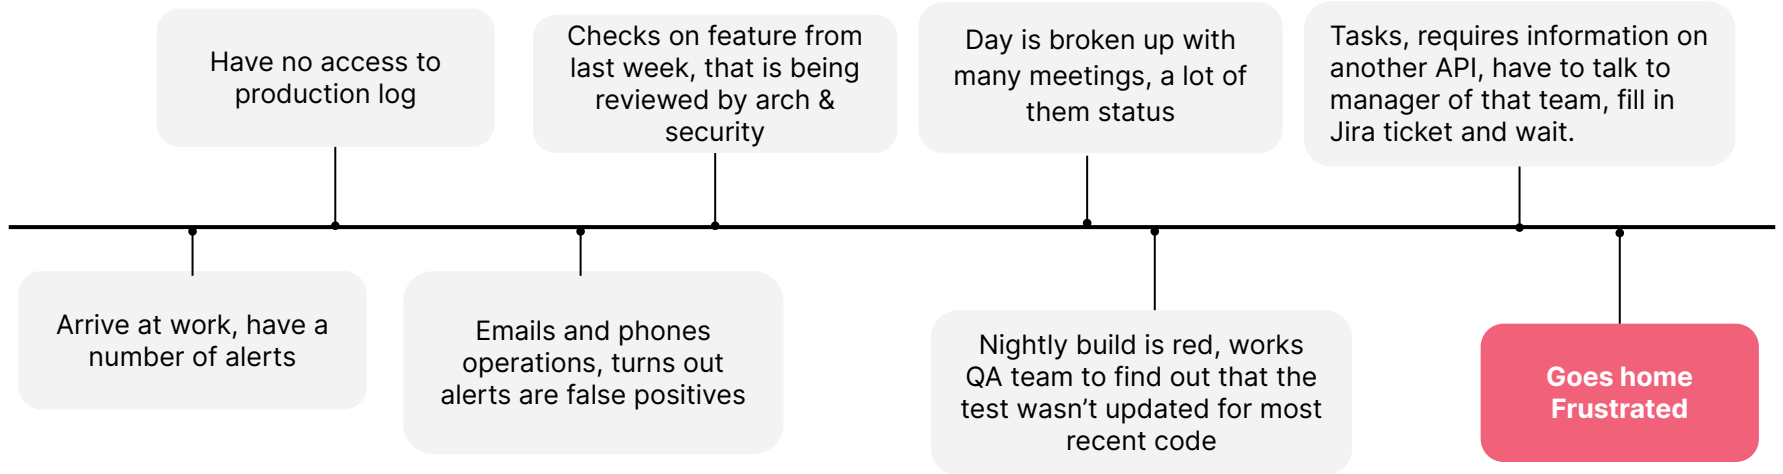 Have no access to
production log
Checks on feature from
last week, that is being
reviewed by arch &
security
Day is broken up with
many meetings, a lot of
them status
Tasks, requires information on
another API, have to talk to
manager of that team, fill in
Jira ticket and wait.
Arrive at work, have a
number of alerts
Emails and phones
operations, turns out
alerts are false positives
Nightly build is red, works
QA team to find out that the
test wasn’t updated for most
recent code
Goes home
Frustrated